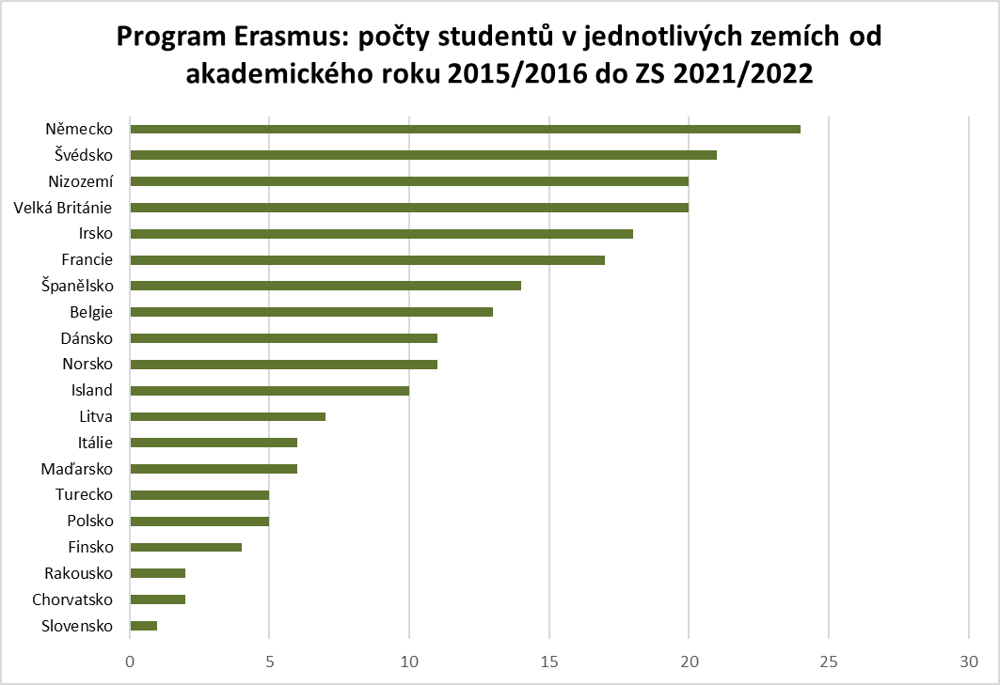 Program Erasmus: počty studentů v jednotlivých zemích od
akademického roku 2015/2016 do ZS 2021/2022
Německo
Švédsko
Nizozemí
Velká Británie
Irsko
Francie
Španělsko
Belgie
Dánsko
Norsko
Island
Litva
Itálie
Maďarsko
Turecko
Polsko
Finsko
Rakousko
Chorvatsko
Slovensko
0 5 10 15 20 25 30